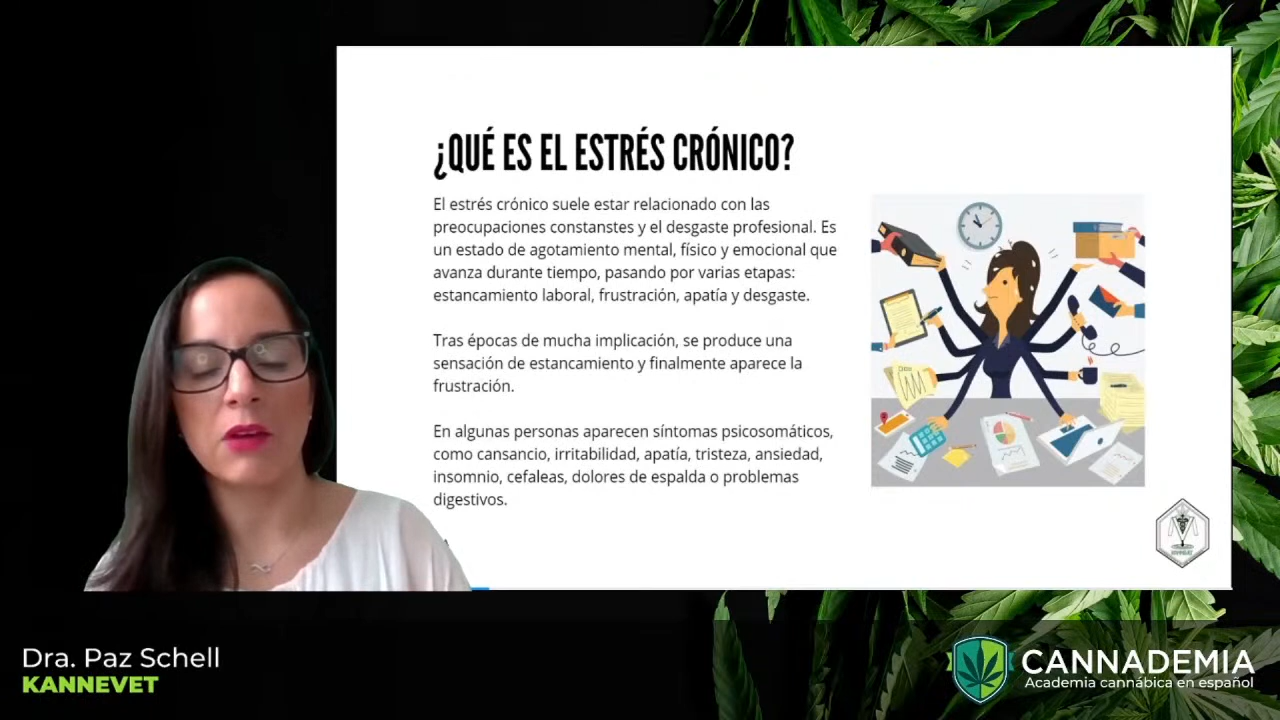 ¿QUÉ ES EL ESTRÉS CRÓNICO?
El estrés crónico suele estar relacionado con las
preocupaciones constanstes y el desgaste profesional. Es
un estado de agotamiento mental, físico y emocional que
avanza durante tiempo, pasando por varias etapas:
estancamiento laboral, frustración, apatía y desgaste.
Tras épocas de mucha implicación, se produce una
sensación de estancamiento y finalmente aparece la
frustración.
En algunas personas aparecen síntomas psicosomáticos,
como cansancio, irritabilidad, apatía, tristeza, ansiedad,
insomnio, cefaleas, dolores de espalda o problemas
digestivos.
Dra. Paz Schell
KANNEVET
CANNADEMIA
Academia cannábica en español